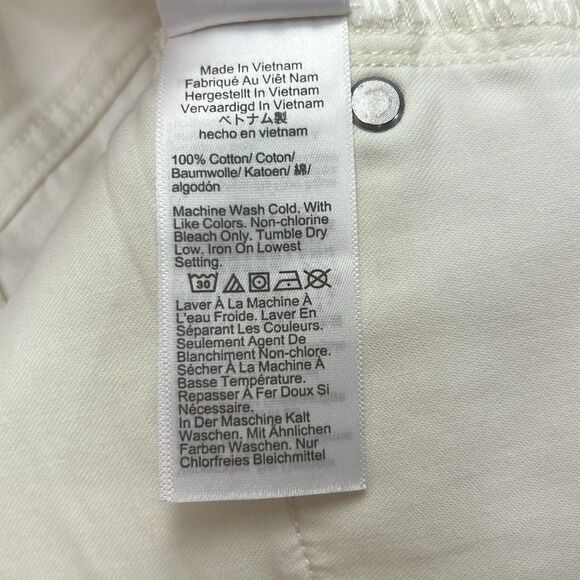 Made In Vietnam
Fabriqué Au Viêt Nam
Hergestellt In Vietnam
Vervaardigd In Vietnam
ベトナム製
hecho en vietnam
100% Cotton/ Coton/
Baumwolle/ Katoen/ 綿/
algodón
Machine Wash Cold. With
Like Colors. Non-chlorine
Bleach Only. Tumble Dry
Low. Iron On Lowest
Setting.
30
Laver À La Machine À
L'eau Froide. Laver En
Séparant Les Couleurs.
Seulement Agent De
Blanchiment Non-chlore.
Sécher À La Machine À
Basse Température.
Repasser À Fer Doux Si
Nécessaire.
In Der Maschine Kalt
Waschen. Mit Ähnlichen
Farben Waschen. Nur
Chlorfreies Bleichmittel